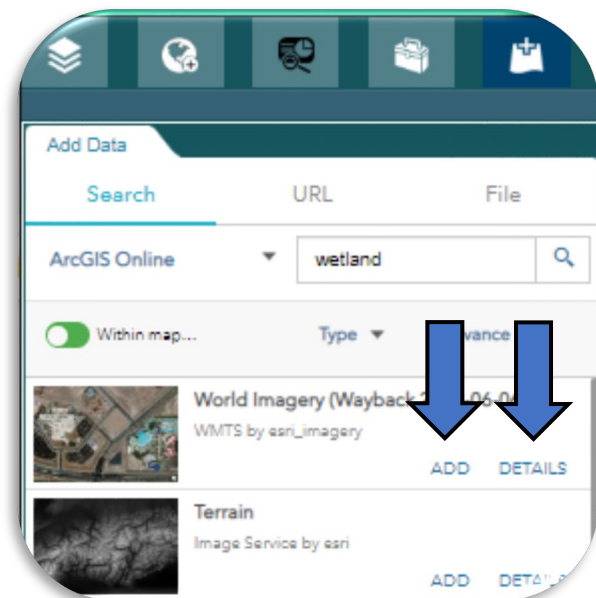 Add Data
Search URL File
ArcGIS Online wetland
Within map... Type
World Imagery (Wayback
WMTS by esri_imagery
ADD DETAILS
Terrain
Image Service by esri
ADD